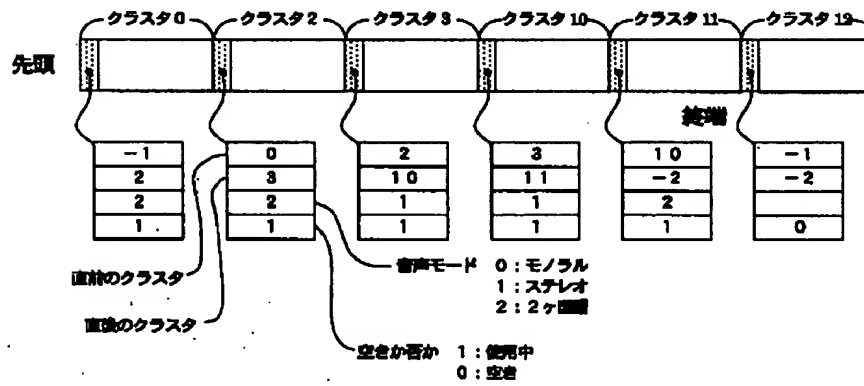 クラスタ0 クラスタ2 クラスタ3 クラスタ10 クラスタ11 クラスタ12
先頭
終端
-1 0 2 3 10 -1
2 3 10 11 -2 -2
2 2 1 1 2
1 1 1 1 1 0
直前のクラスタ
音声モード 0:モノラル
1:ステレオ
2:2ヶ国語
直後のクラスタ
空きか否か 1:使用中
0:空き